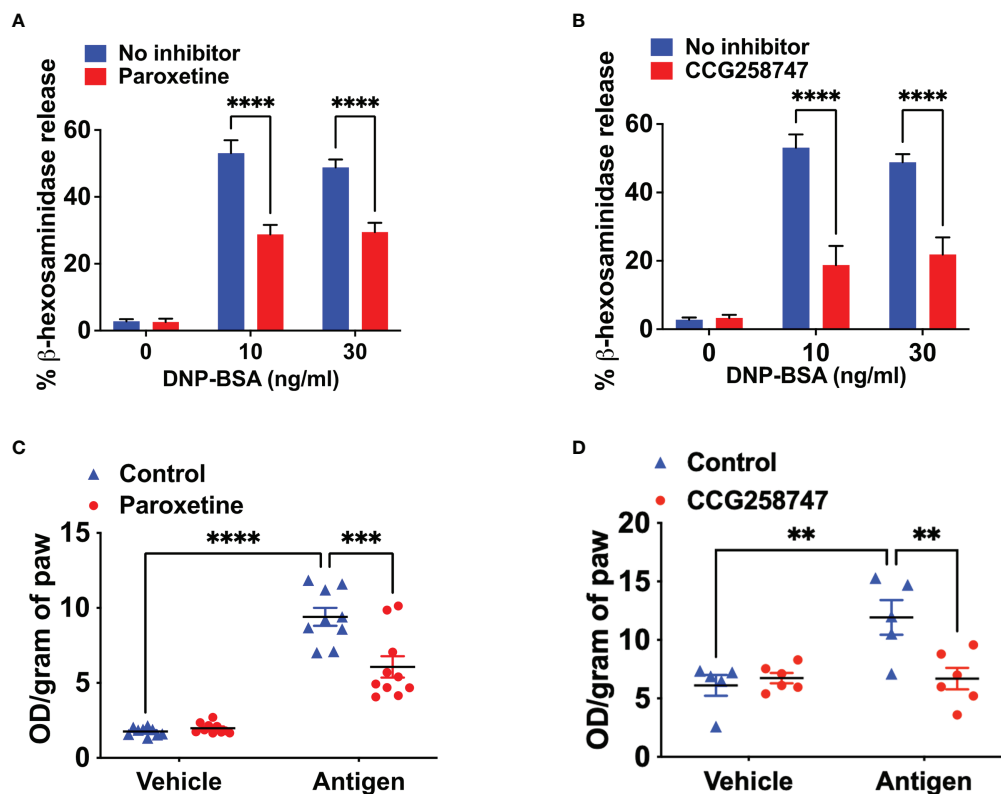 A
No inhibitor
Paroxetine
% β-hexosaminidase release
60
40
20
0
****
****
0
10
30
DNP-BSA (ng/ml)
B
No inhibitor
CCG258747
% β-hexosaminidase release
60
40
20
0
****
****
0
10
30
DNP-BSA (ng/ml)
C
Control
Paroxetine
OD/gram of paw
15
10
5
0
****
***
Vehicle
Antigen
D
Control
CCG258747
OD/gram of paw
20
15
10
5
0
**
**
Vehicle
Antigen